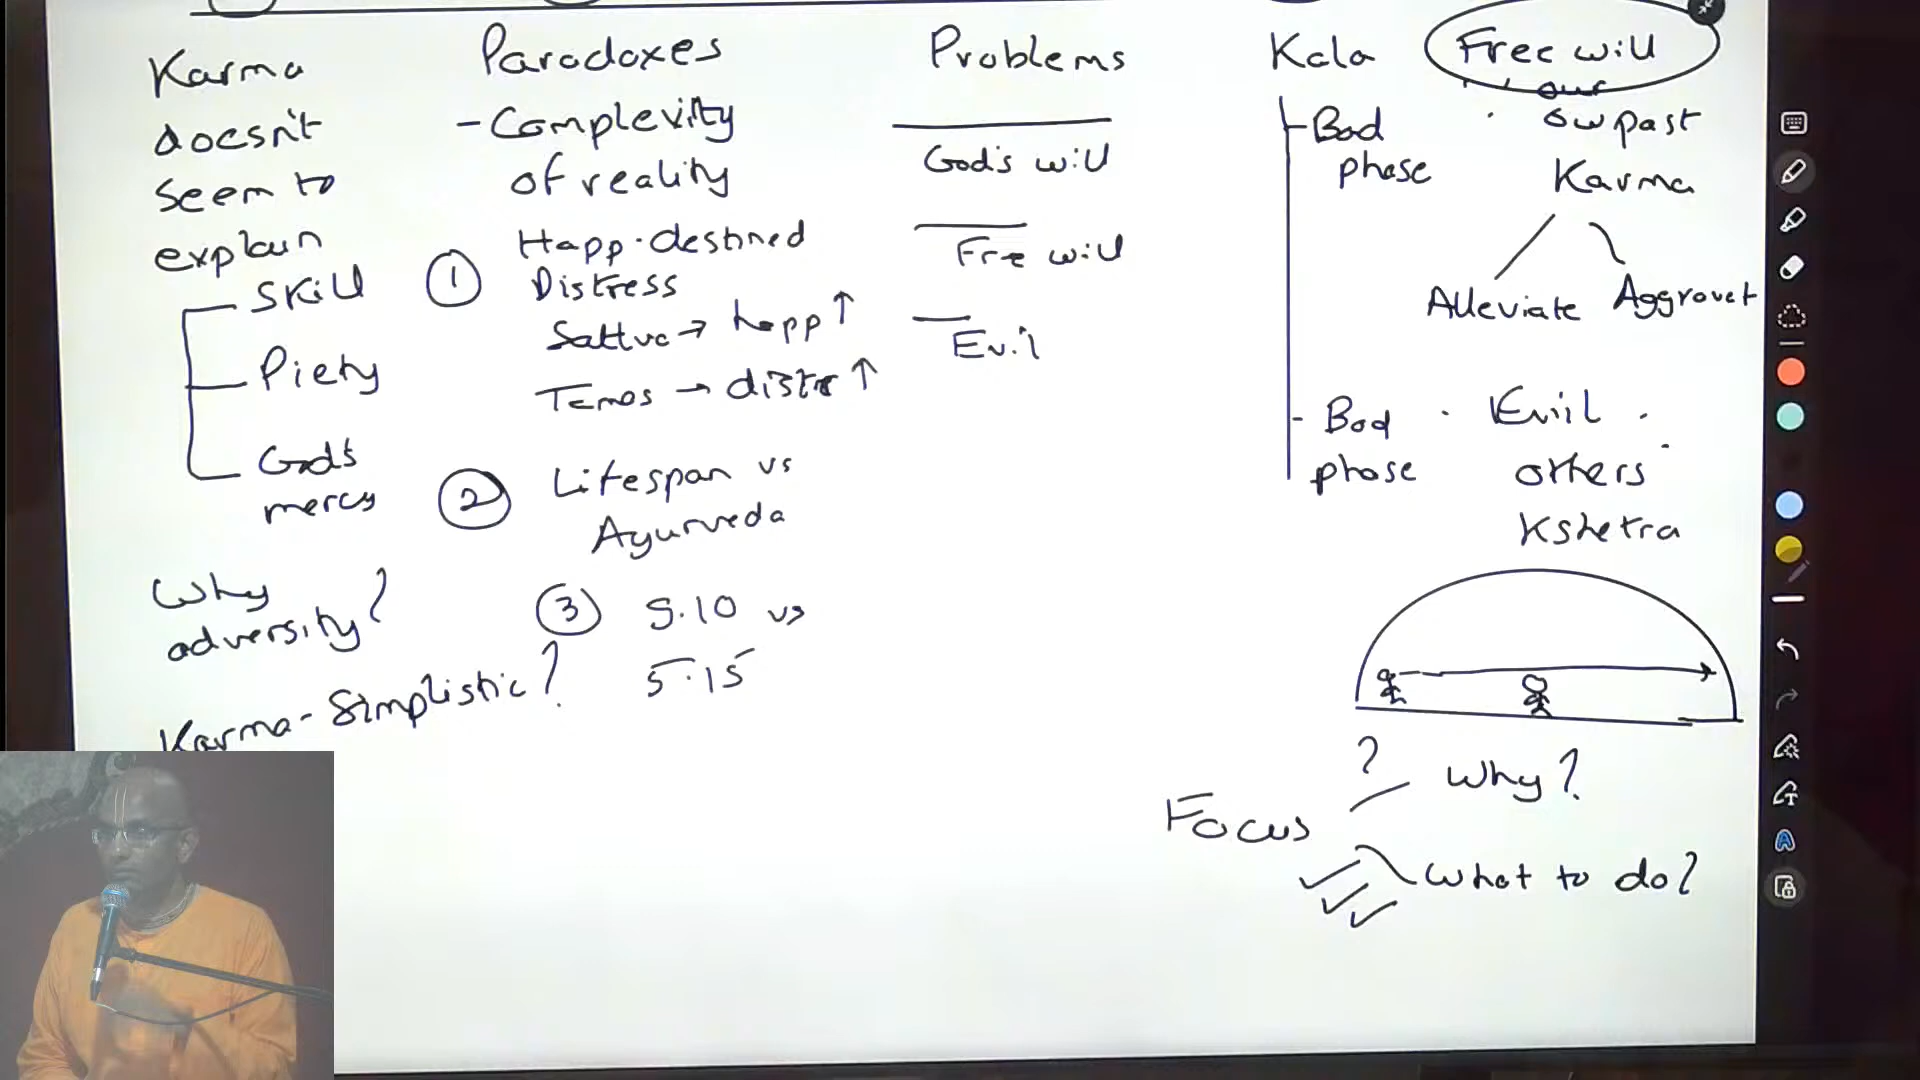 Karma
doesn't
seem to
explain
Skill
Piety
God's
mercy
Why
adversity?
Karma - Simplistic?
Paradoxes
- Complexity
of reality
1
Happ. destined
Distress
Sattva → happ ↑
Tamas → distr ↑
2
Lifespan vs
Ayurveda
3
5.10 vs
5.15
Problems
God's will
Free will
Evil
Kala
Bad
phase
Bad
phase
Free will
our
own past
Karma
Alleviate
Aggravat
Evil
others
Kshetra
?
Why?
Focus
What to do?